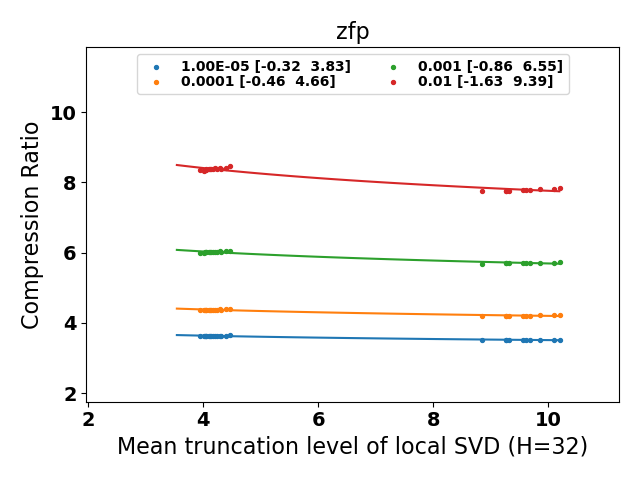 zfp
1.00E-05 [-0.32  3.83]
0.0001 [-0.46  4.66]
0.001 [-0.86  6.55]
0.01 [-1.63  9.39]
Compression Ratio
10
8
6
4
2
2 4 6 8 10
Mean truncation level of local SVD (H=32)